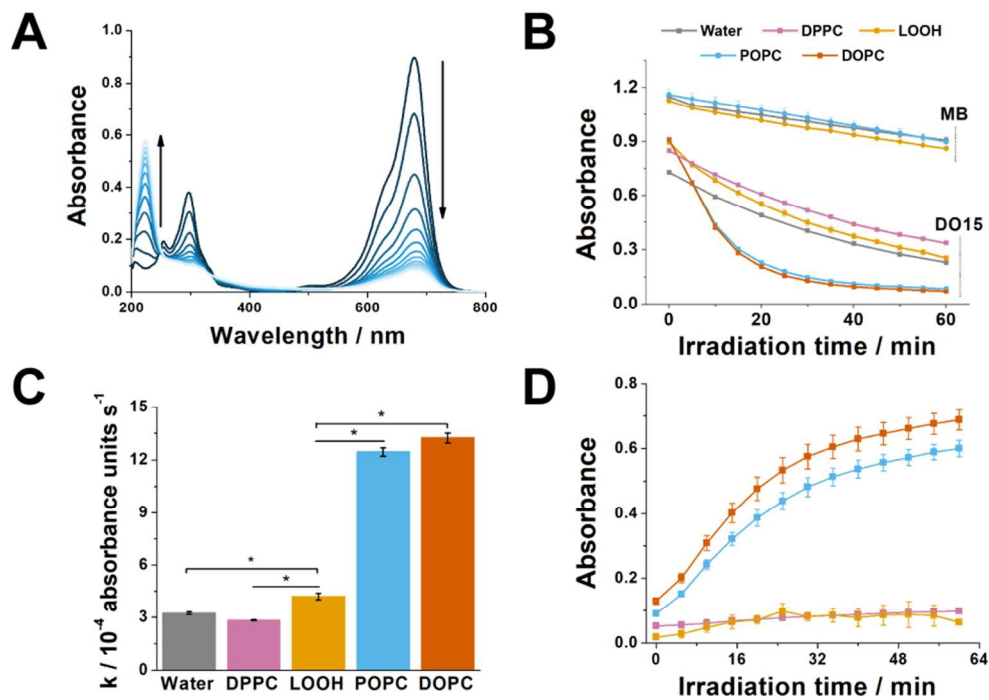 A
Absorbance
1.0
0.8
0.6
0.4
0.2
0.0
200 400 600 800
Wavelength / nm
B
Water DPPC LOOH
POPC DOPC
Absorbance
1.2
0.9
0.6
0.3
0.0
MB
DO15
0 20 40 60
Irradiation time / min
C
k / 10⁻⁴ absorbance units s⁻¹
15
12
9
6
3
0
*
*
*
*
Water DPPC LOOH POPC DOPC
D
Absorbance
0.8
0.6
0.4
0.2
0.0
0 16 32 48 64
Irradiation time / min